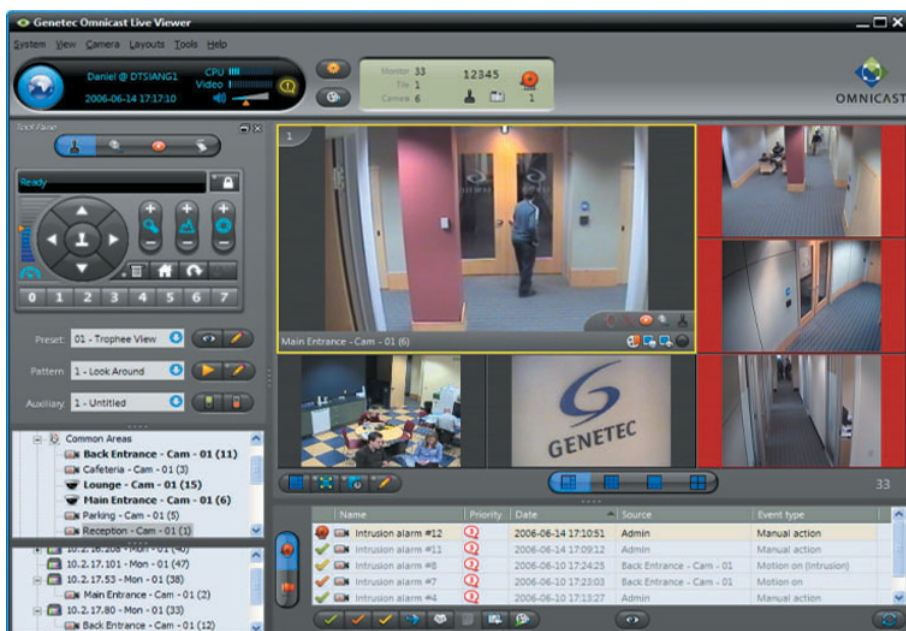 Genetec Omnicast Live Viewer
System View Camera Layouts Tools Help
Daniel @ DTSIANG1
CPU
Video
2006-06-14 17:17:10
Monitor 33
Tile 1
Camera 6
12345
1
OMNICAST
Tool Pane
Ready
0 1 2 3 4 5 6 7
Preset: 01 - Trophee View
Pattern: 1 - Look Around
Auxiliary: 1 - Untitled
Common Areas
Back Entrance - Cam - 01 (11)
Cafeteria - Cam - 01 (3)
Lounge - Cam - 01 (15)
Main Entrance - Cam - 01 (6)
Parking - Cam - 01 (5)
Reception - Cam - 01 (1)
10.2.16.208 - Mon - 01 (40)
10.2.17.101 - Mon - 01 (47)
10.2.17.53 - Mon - 01 (38)
Main Entrance - Cam - 01 (2)
10.2.17.80 - Mon - 01 (33)
Back Entrance - Cam - 01 (12)
1
Main Entrance - Cam - 01 (6)
GENETEC
33
Name Priority Date Source Event type
Intrusion alarm #12 2006-06-14 17:10:51 Admin Manual action
Intrusion alarm #11 2006-06-14 17:09:12 Admin Manual action
Intrusion alarm #8 2006-06-10 17:24:25 Back Entrance - Cam - 01 Motion on (Intrusion)
Intrusion alarm #7 2006-06-10 17:23:03 Back Entrance - Cam - 01 Motion on
Intrusion alarm #4 2006-06-10 17:13:27 Admin Manual action